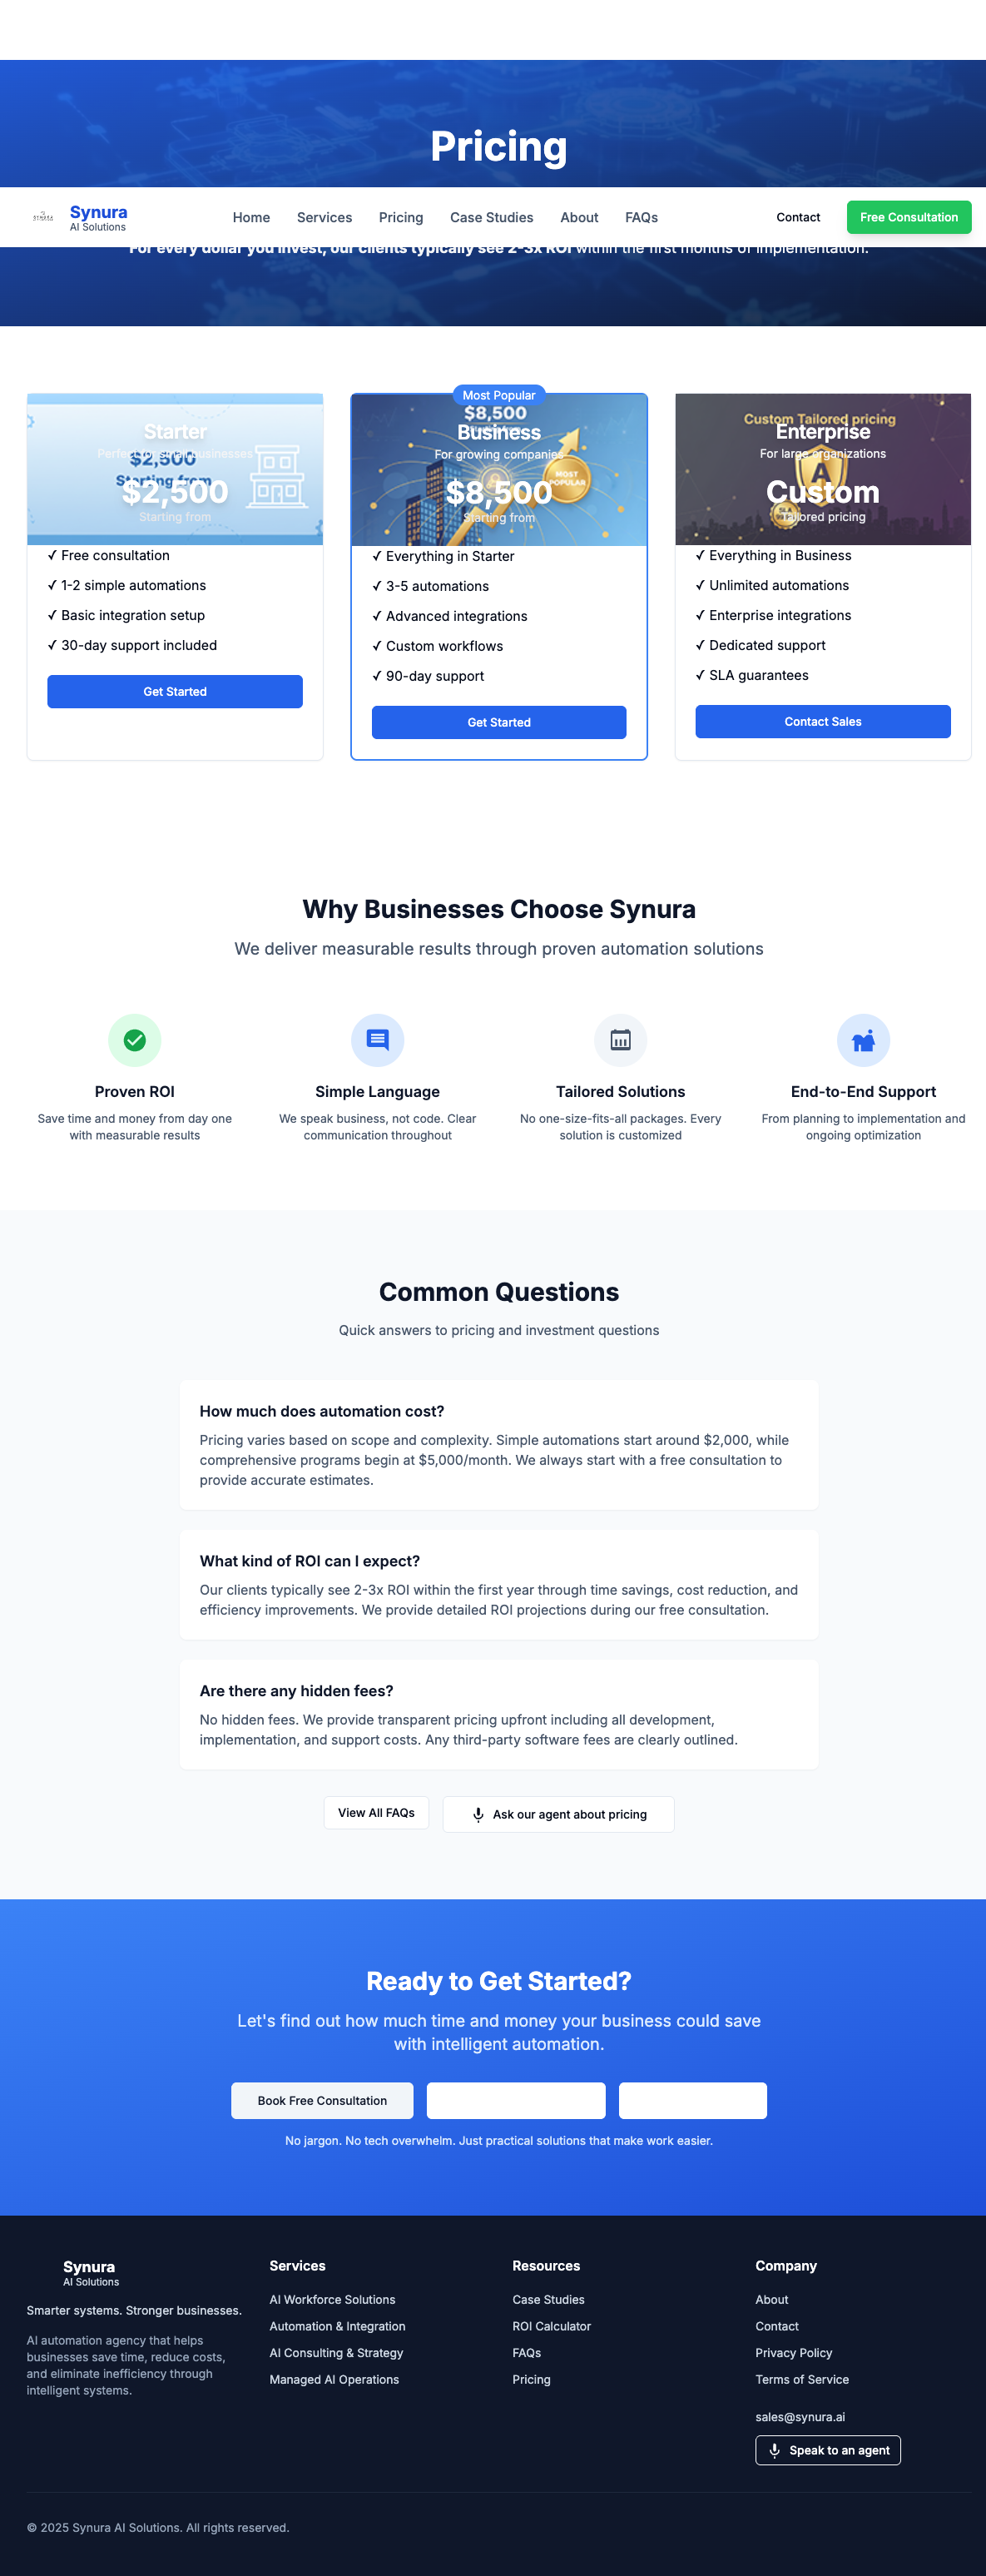 Pricing
Synura
AI Solutions
Home
Services
Pricing
Case Studies
About
FAQs
Contact
Free Consultation
For every dollar you invest, our clients typically see 2-3x ROI within the first months of implementation.
Starter
Perfect for small businesses
$2,500
Starting from
$2,500
Starting from
✓ Free consultation
✓ 1-2 simple automations
✓ Basic integration setup
✓ 30-day support included
Get Started
Most Popular
$8,500
Business
For growing companies
MOST
POPULAR
$8,500
Starting from
✓ Everything in Starter
✓ 3-5 automations
✓ Advanced integrations
✓ Custom workflows
✓ 90-day support
Get Started
Custom Tailored pricing
Enterprise
For large organizations
A
Custom
SLA
Tailored pricing
✓ Everything in Business
✓ Unlimited automations
✓ Enterprise integrations
✓ Dedicated support
✓ SLA guarantees
Contact Sales
Why Businesses Choose Synura
We deliver measurable results through proven automation solutions
Proven ROI
Save time and money from day one
with measurable results
Simple Language
We speak business, not code. Clear
communication throughout
Tailored Solutions
No one-size-fits-all packages. Every
solution is customized
End-to-End Support
From planning to implementation and
ongoing optimization
Common Questions
Quick answers to pricing and investment questions
How much does automation cost?
Pricing varies based on scope and complexity. Simple automations start around $2,000, while
comprehensive programs begin at $5,000/month. We always start with a free consultation to
provide accurate estimates.
What kind of ROI can I expect?
Our clients typically see 2-3x ROI within the first year through time savings, cost reduction, and
efficiency improvements. We provide detailed ROI projections during our free consultation.
Are there any hidden fees?
No hidden fees. We provide transparent pricing upfront including all development,
implementation, and support costs. Any third-party software fees are clearly outlined.
View All FAQs
Ask our agent about pricing
Ready to Get Started?
Let's find out how much time and money your business could save
with intelligent automation.
Book Free Consultation
No jargon. No tech overwhelm. Just practical solutions that make work easier.
Synura
AI Solutions
Smarter systems. Stronger businesses.
AI automation agency that helps
businesses save time, reduce costs,
and eliminate inefficiency through
intelligent systems.
Services
AI Workforce Solutions
Automation & Integration
AI Consulting & Strategy
Managed AI Operations
Resources
Case Studies
ROI Calculator
FAQs
Pricing
Company
About
Contact
Privacy Policy
Terms of Service
sales@synura.ai
Speak to an agent
© 2025 Synura AI Solutions. All rights reserved.